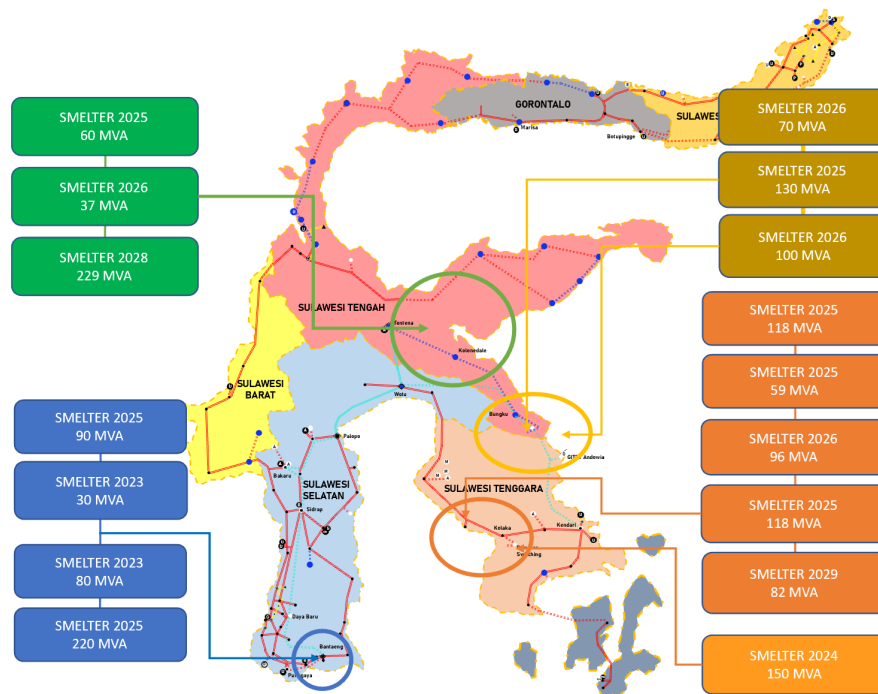 SMELTER 2025
60 MVA
SMELTER 2026
37 MVA
SMELTER 2028
229 MVA
SMELTER 2025
90 MVA
SMELTER 2023
30 MVA
SMELTER 2023
80 MVA
SMELTER 2025
220 MVA
GORONTALO
Marisa
Botupingge
SULAWES
SULAWESI TENGAH
Tentena
Kolenedale
SULAWESI
BARAT
Wotu
Bungku
Andowia
Palopo
Bakaru
SULAWESI
SELATAN
Sidrap
SULAWESI TENGGARA
Kolaka
Kendari
Daya Baru
Bantaeng
SMELTER 2026
70 MVA
SMELTER 2025
130 MVA
SMELTER 2026
100 MVA
SMELTER 2025
118 MVA
SMELTER 2025
59 MVA
SMELTER 2026
96 MVA
SMELTER 2025
118 MVA
SMELTER 2029
82 MVA
SMELTER 2024
150 MVA